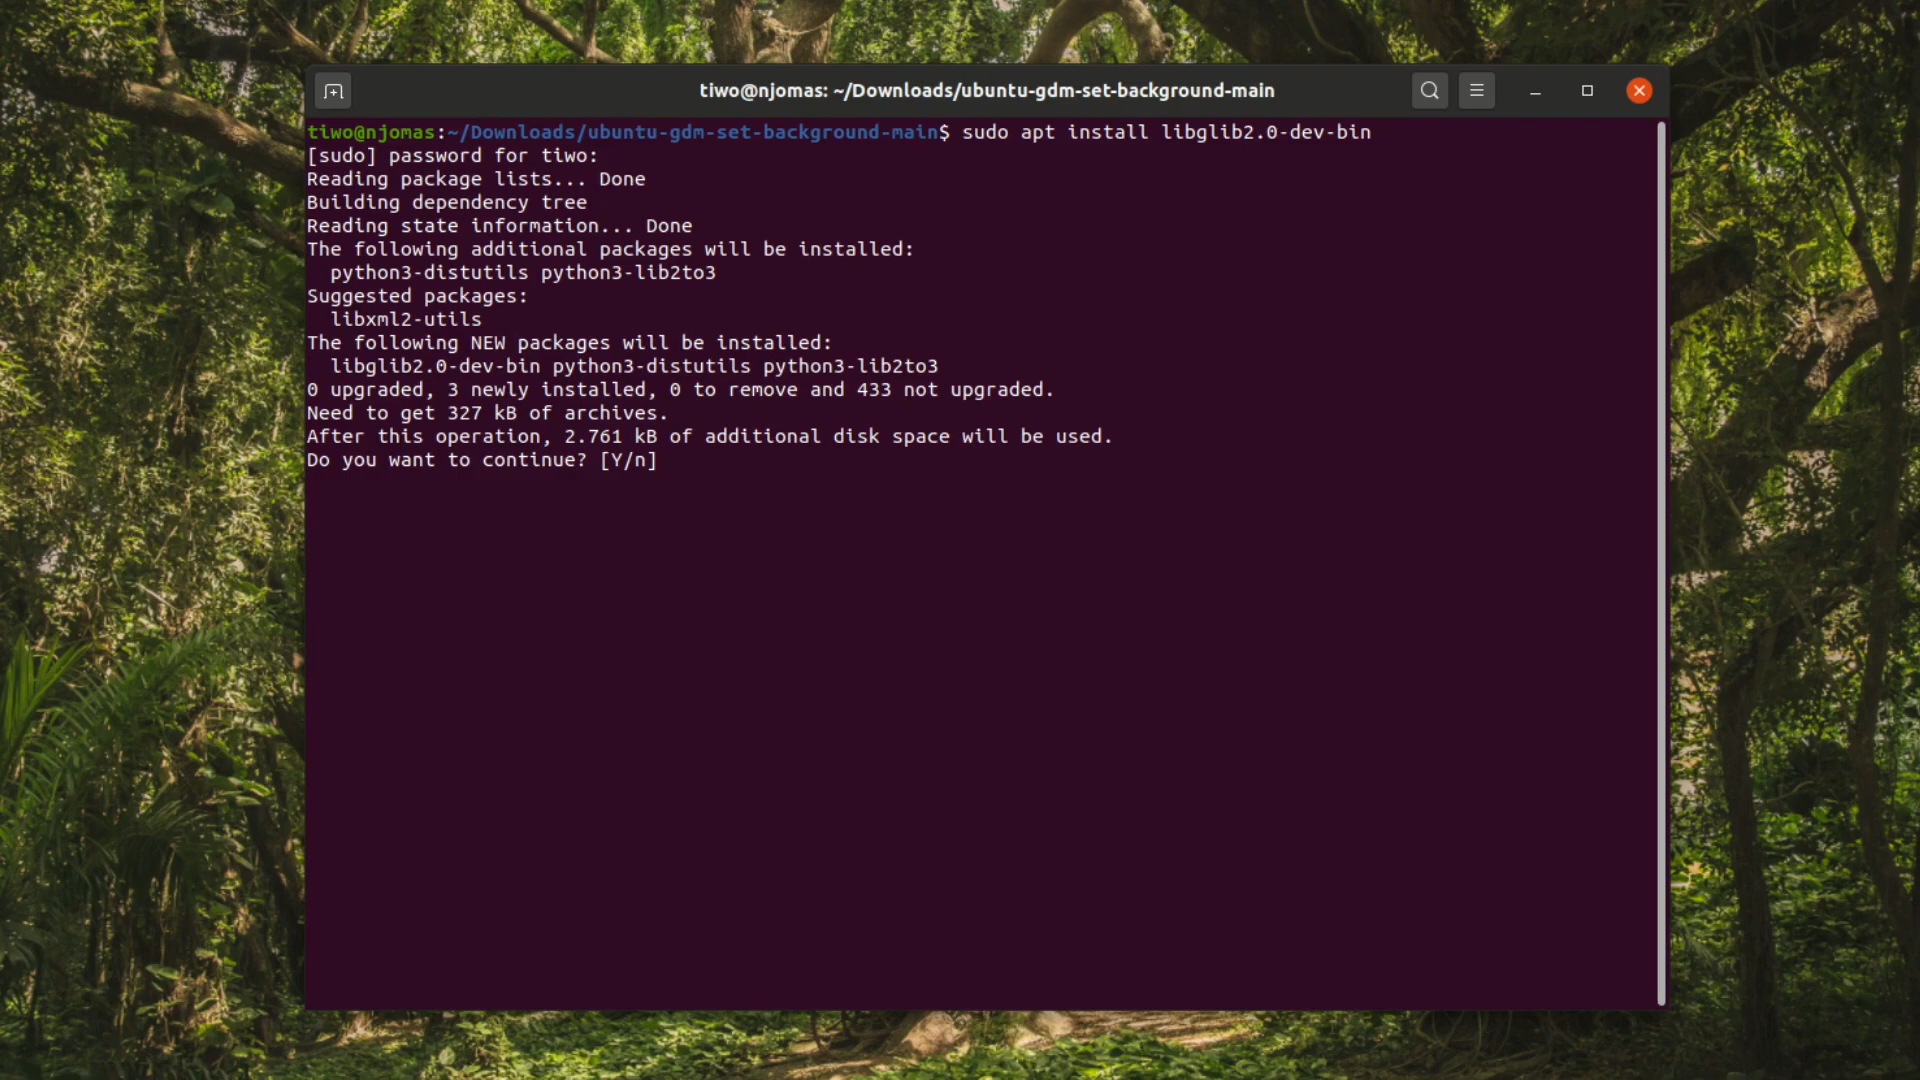 tiwo@njomas: ~/Downloads/ubuntu-gdm-set-background-main
tiwo@njomas:~/Downloads/ubuntu-gdm-set-background-main$ sudo apt install libglib2.0-dev-bin
[sudo] password for tiwo:
Reading package lists... Done
Building dependency tree
Reading state information... Done
The following additional packages will be installed:
  python3-distutils python3-lib2to3
Suggested packages:
  libxml2-utils
The following NEW packages will be installed:
  libglib2.0-dev-bin python3-distutils python3-lib2to3
0 upgraded, 3 newly installed, 0 to remove and 433 not upgraded.
Need to get 327 kB of archives.
After this operation, 2.761 kB of additional disk space will be used.
Do you want to continue? [Y/n]